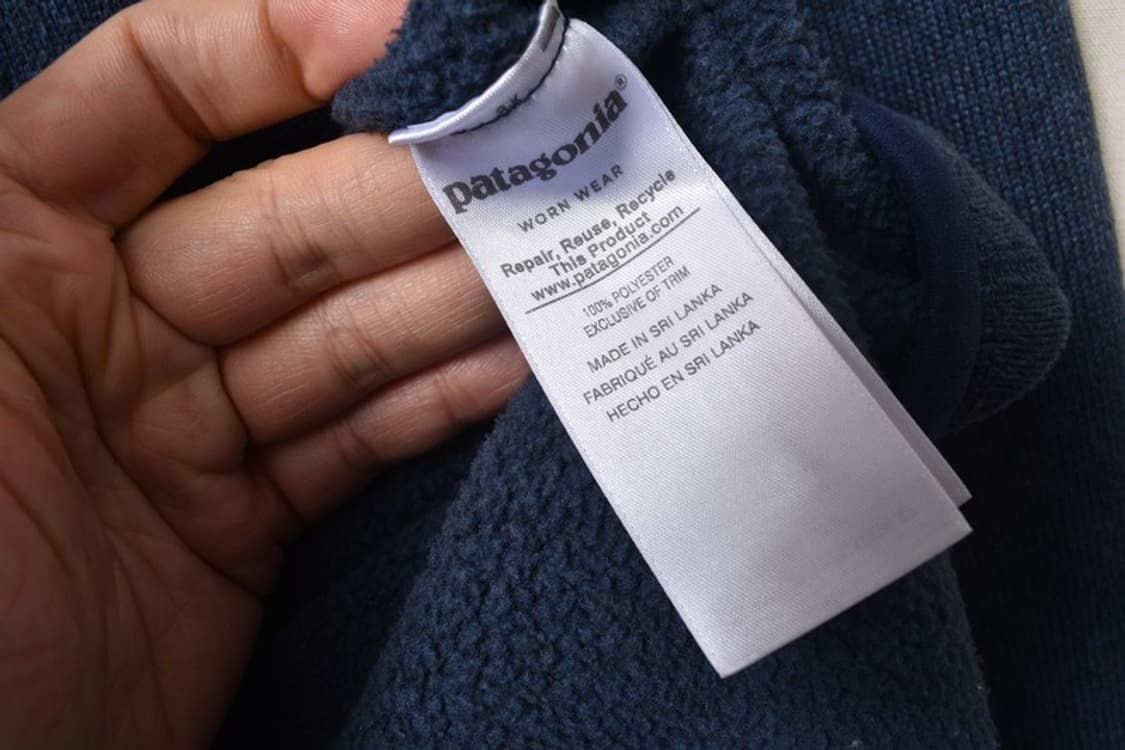 patagonia®
WORN WEAR
Repair, Reuse, Recycle
This Product
www.patagonia.com
100% POLYESTER
EXCLUSIVE OF TRIM
MADE IN SRI LANKA
FABRIQUÉ AU SRI LANKA
HECHO EN SRI LANKA